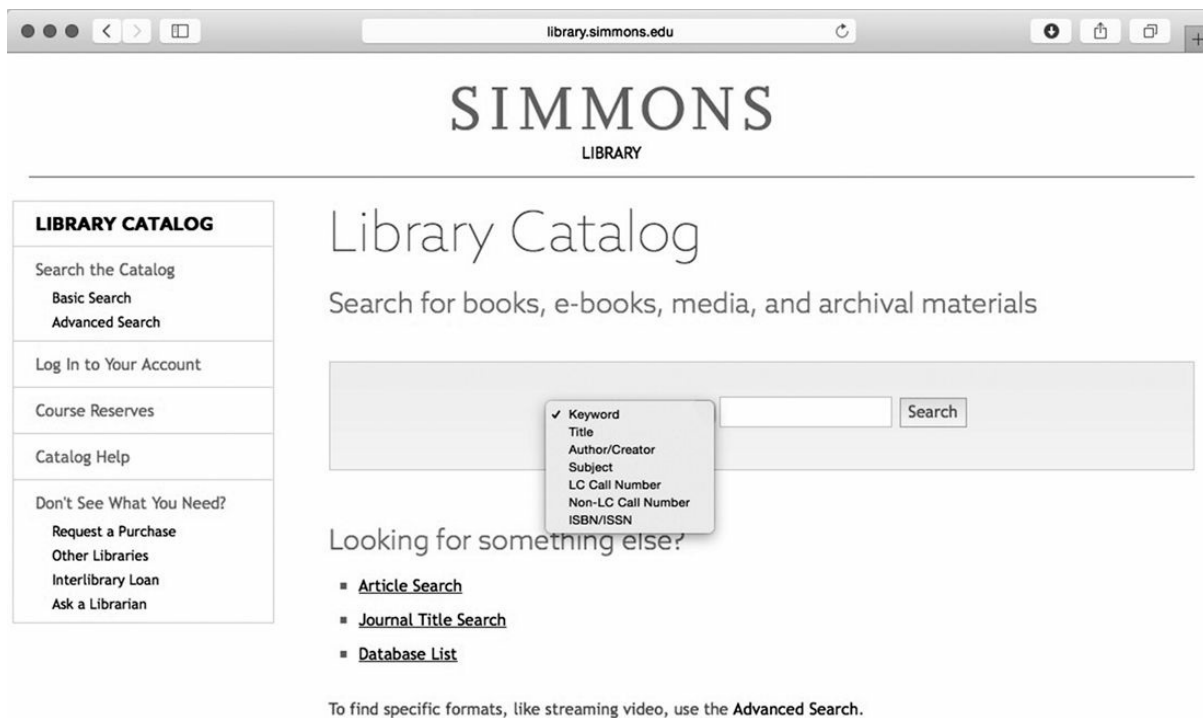 library.simmons.edu
SIMMONS
LIBRARY
LIBRARY CATALOG
Search the Catalog
Basic Search
Advanced Search
Log In to Your Account
Course Reserves
Catalog Help
Don't See What You Need?
Request a Purchase
Other Libraries
Interlibrary Loan
Ask a Librarian
Library Catalog
Search for books, e-books, media, and archival materials
✓ Keyword
Title
Author/Creator
Subject
LC Call Number
Non-LC Call Number
ISBN/ISSN
Search
Looking for something else?
Article Search
Journal Title Search
Database List
To find specific formats, like streaming video, use the Advanced Search.